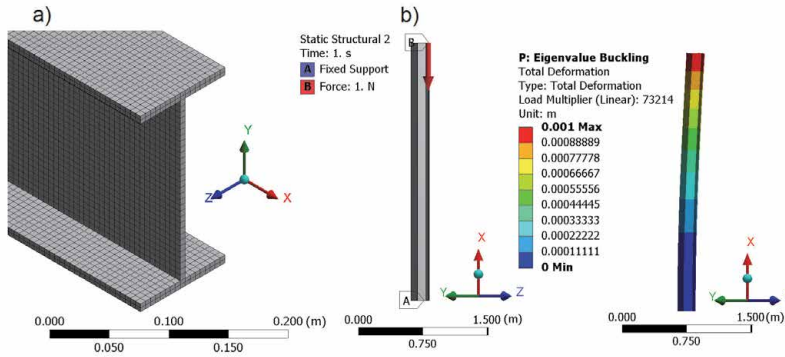 a)
Y
Z
X
0.000
0.100
0.200 (m)
0.050
0.150
b)
Static Structural 2
Time: 1. s
A Fixed Support
B Force: 1. N
B
A
X
Y
Z
0.000
1.500 (m)
0.750
P: Eigenvalue Buckling
Total Deformation
Type: Total Deformation
Load Multiplier (Linear): 73214
Unit: m
0.001 Max
0.00088889
0.00077778
0.00066667
0.00055556
0.00044445
0.00033333
0.00022222
0.00011111
0 Min
X
Y
0.000
1.500 (m)
0.750